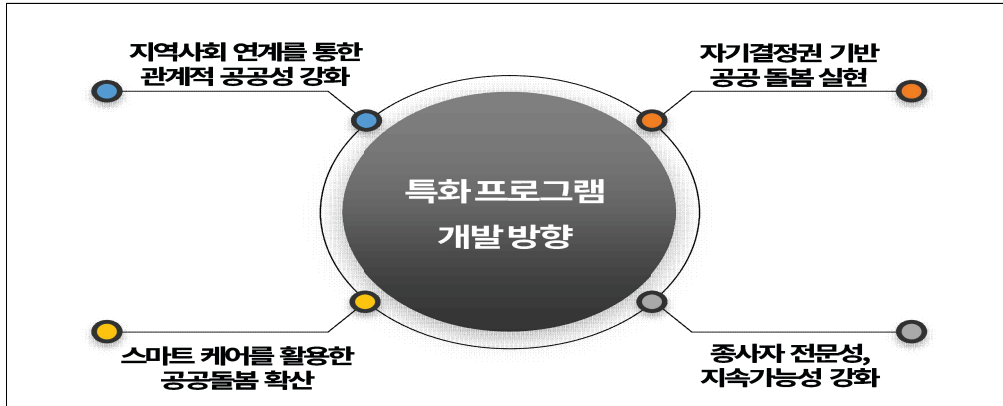 지역사회 연계를 통한
관계적 공공성 강화
자기결정권 기반
공공 돌봄 실현
특화 프로그램
개발 방향
스마트 케어를 활용한
공공돌봄 확산
종사자 전문성,
지속가능성 강화